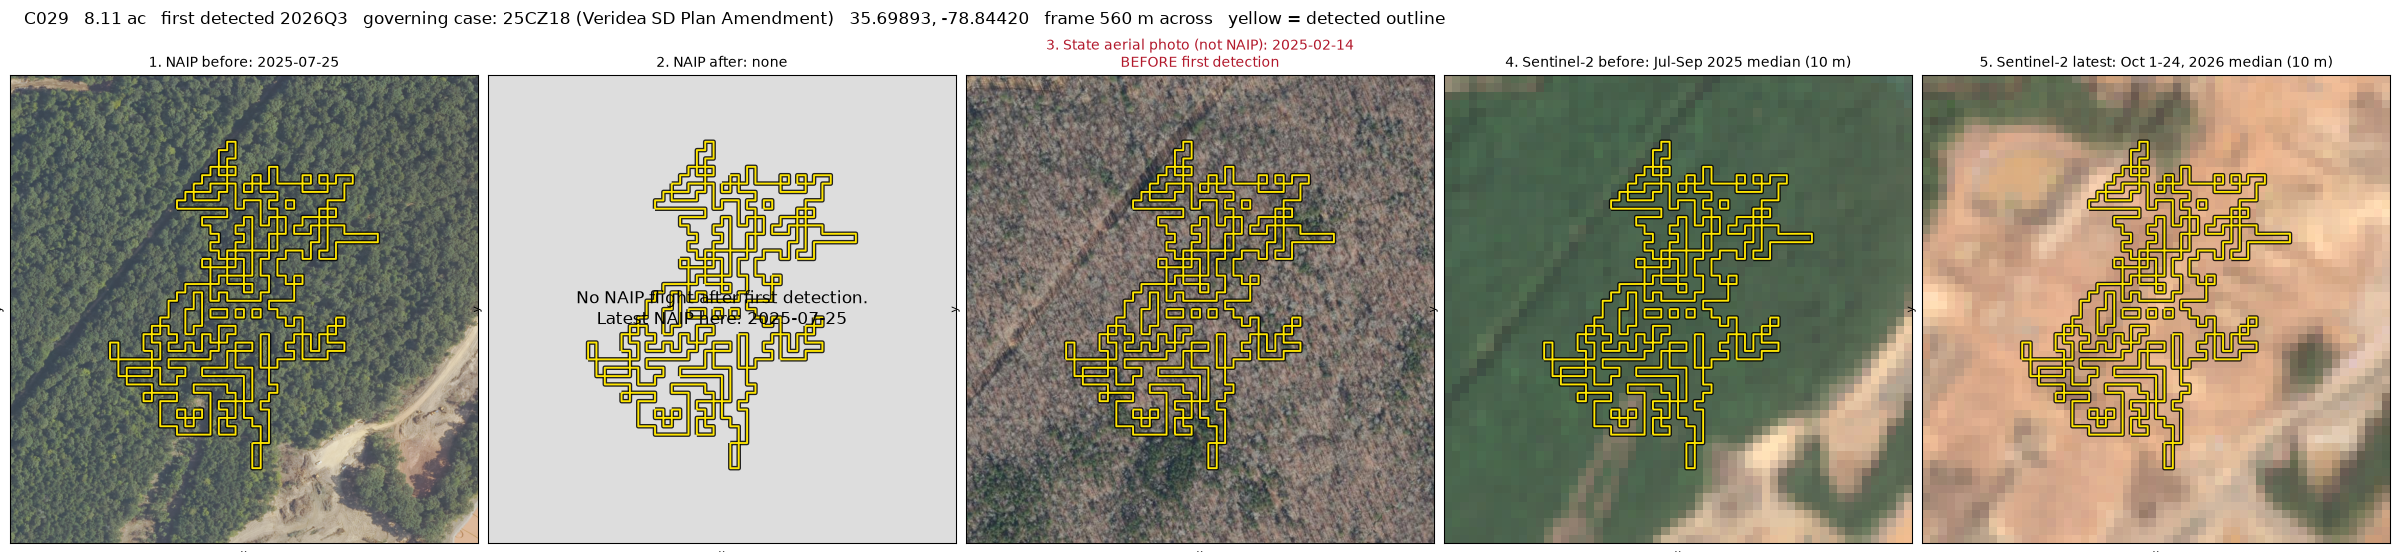 C029   8.11 ac   first detected 2026Q3   governing case: 25CZ18 (Veridea SD Plan Amendment)   35.69893, -78.84420   frame 560 m across   yellow = detected outline
1. NAIP before: 2025-07-25
2. NAIP after: none
3. State aerial photo (not NAIP): 2025-02-14
BEFORE first detection
4. Sentinel-2 before: Jul-Sep 2025 median (10 m)
5. Sentinel-2 latest: Oct 1-24, 2026 median (10 m)
No NAIP flight after first detection.
Latest NAIP here: 2025-07-25